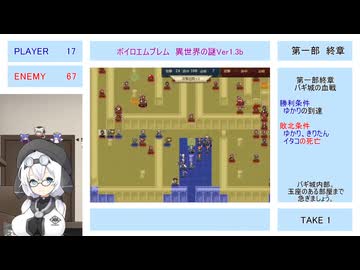 PLAYER 17
ENEMY 67
ボイロエムブレム 異世界の謎Ver1.3b
第一部 終章
第一部終章
バギ城の血戦
勝利条件
ゆかりの到達
敗北条件
ゆかり、きりたん
イタコの死亡
バギ城内部。
玉座のある部屋まで
急ぎましょう。
TAKE 1